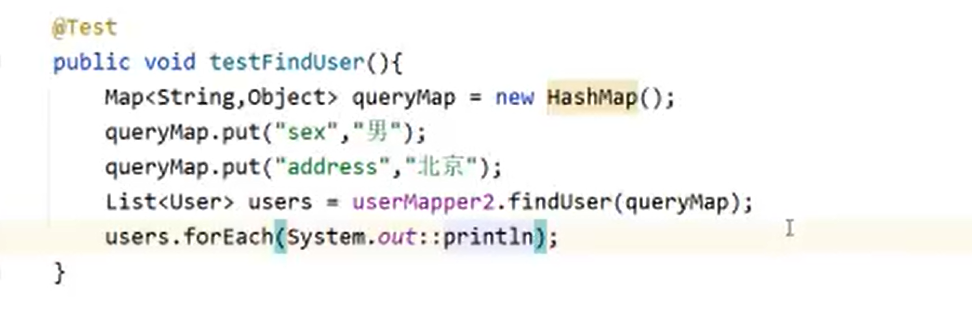 @Test
public void testFindUser(){
Map<String,Object> queryMap = new HashMap();
queryMap.put("sex","男");
queryMap.put("address","北京");
List<User> users = userMapper2.findUser(queryMap);
users.forEach(System.out::println);
}